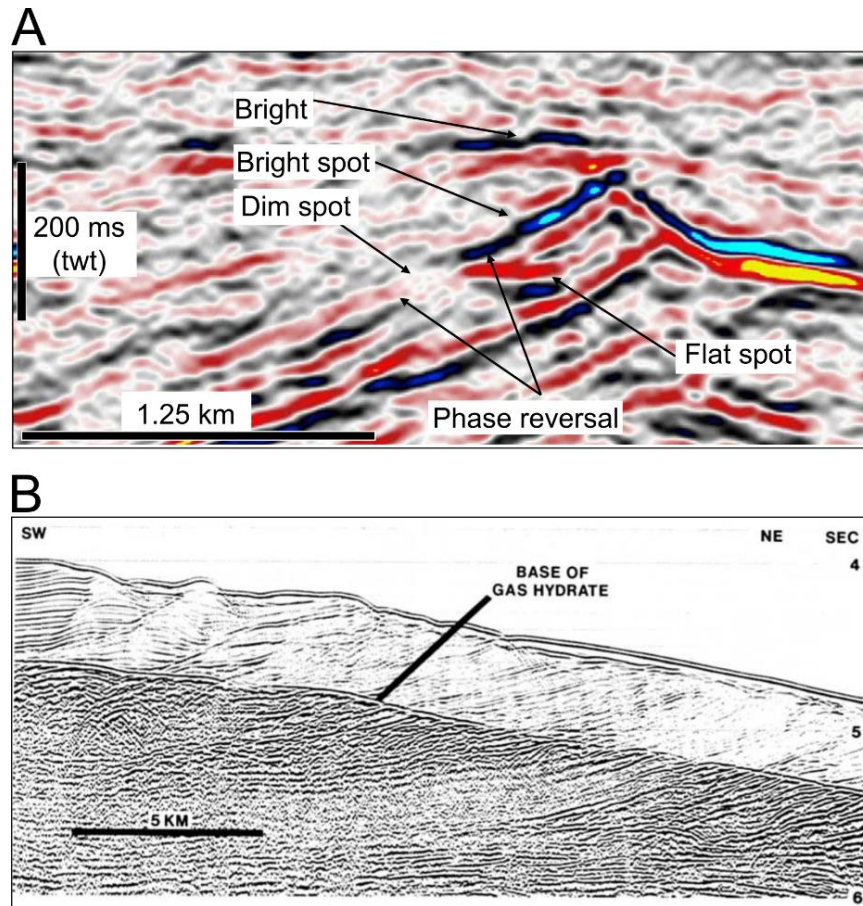 A
Bright
Bright spot
Dim spot
200 ms
(twt)
Flat spot
1.25 km
Phase reversal
B
SW
NE
SEC
4
BASE OF
GAS HYDRATE
5
5 KM
6